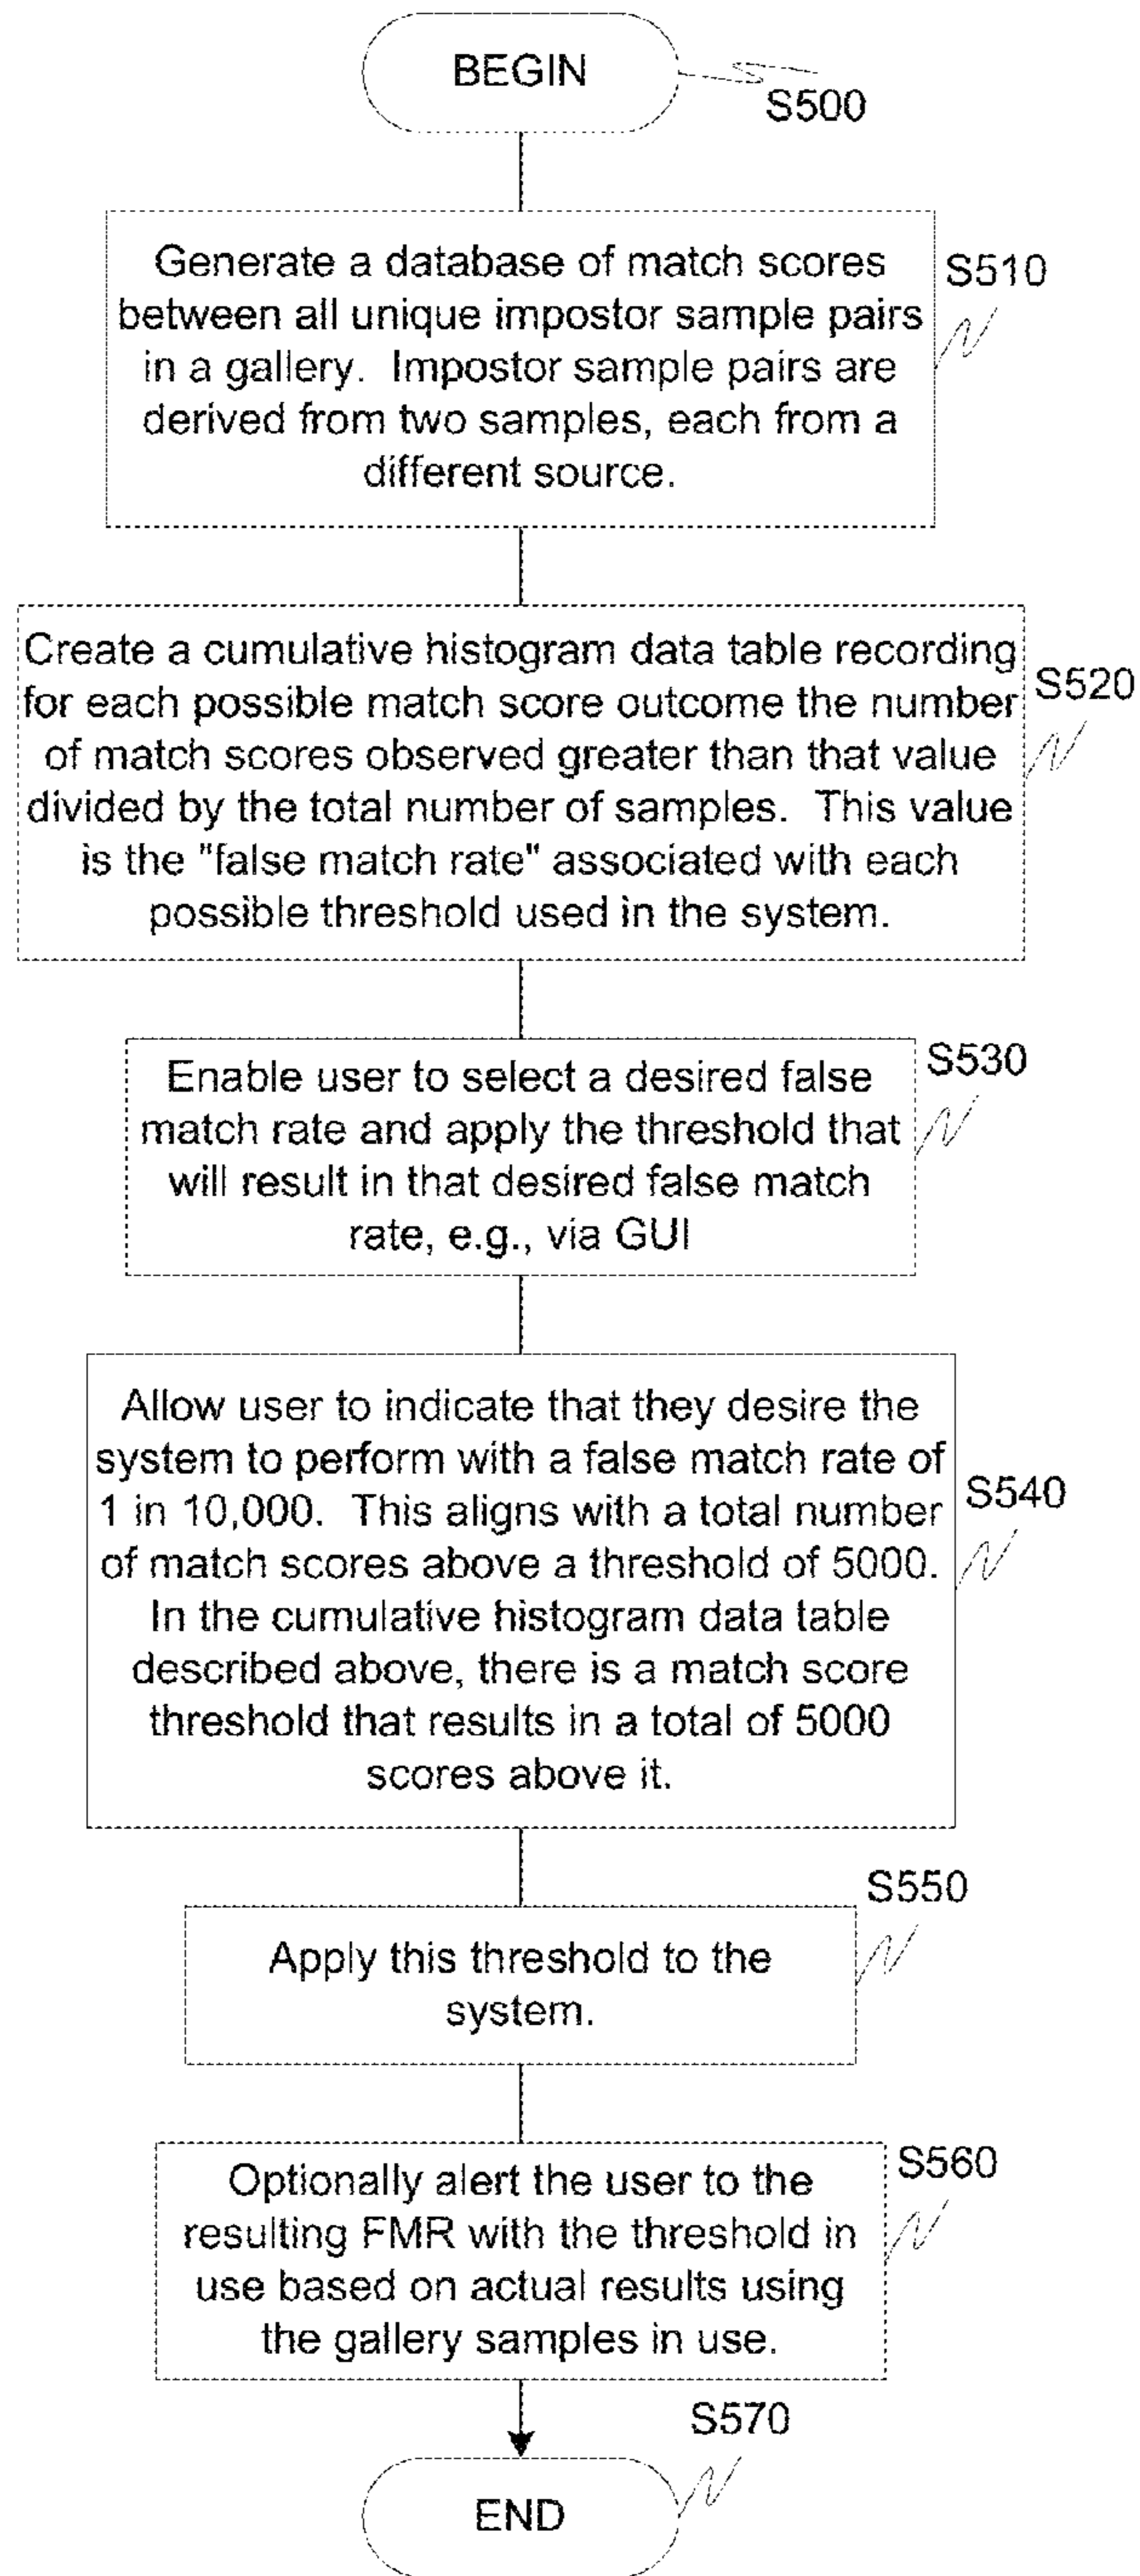 BEGIN
S500
Generate a database of match scores
between all unique impostor sample pairs
in a gallery. Impostor sample pairs are
derived from two samples, each from a
different source.
S510
Create a cumulative histogram data table recording
for each possible match score outcome the number
of match scores observed greater than that value
divided by the total number of samples. This value
is the "false match rate" associated with each
possible threshold used in the system.
S520
Enable user to select a desired false
match rate and apply the threshold that
will result in that desired false match
rate, e.g., via GUI
S530
Allow user to indicate that they desire the
system to perform with a false match rate of
1 in 10,000. This aligns with a total number
of match scores above a threshold of 5000.
In the cumulative histogram data table
described above, there is a match score
threshold that results in a total of 5000
scores above it.
S540
Apply this threshold to the
system.
S550
Optionally alert the user to the
resulting FMR with the threshold in
use based on actual results using
the gallery samples in use.
S560
S570
END